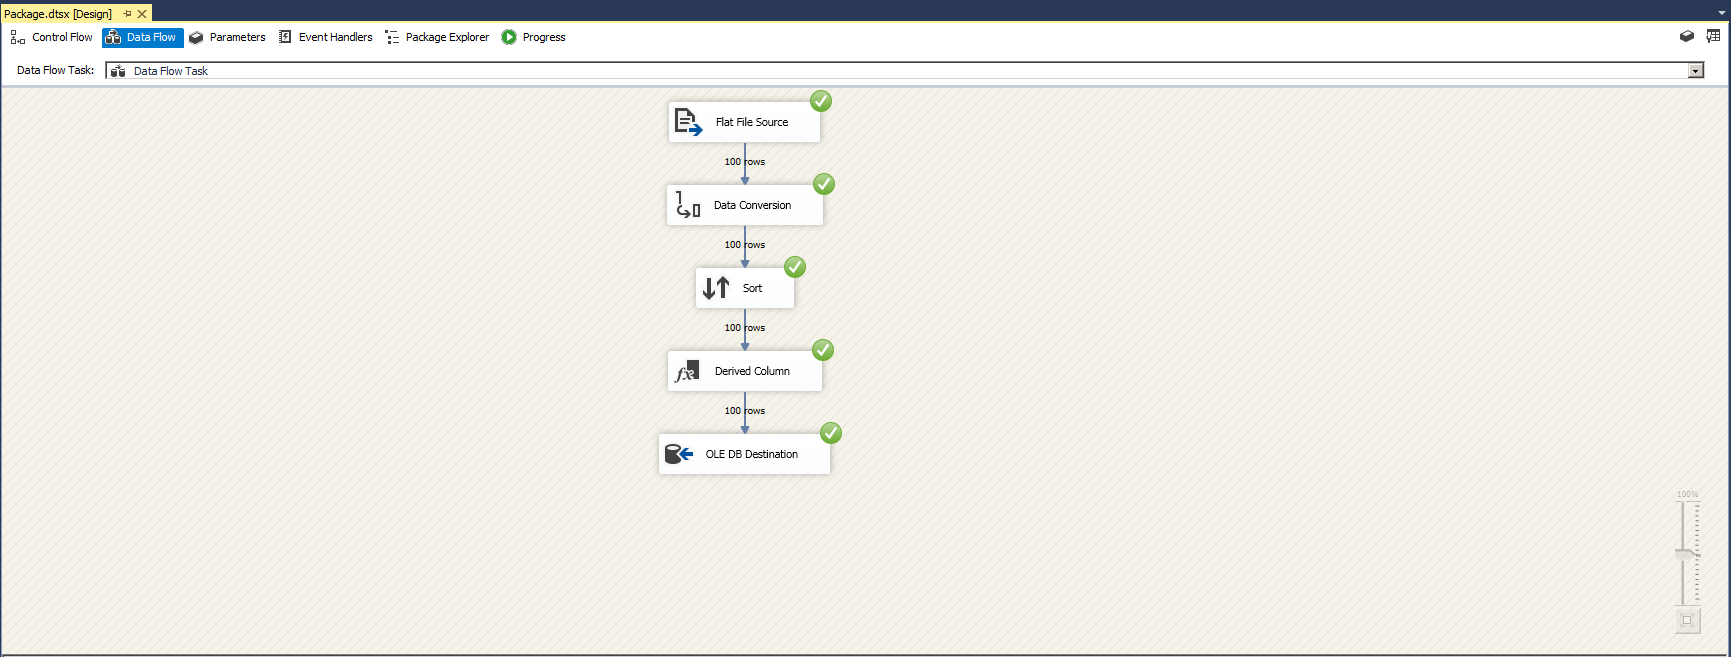 Package.dtsx [Design]
Control Flow Data Flow Parameters Event Handlers Package Explorer Progress
Data Flow Task: Data Flow Task
Flat File Source
100 rows
Data Conversion
100 rows
Sort
100 rows
Derived Column
100 rows
OLE DB Destination
100%